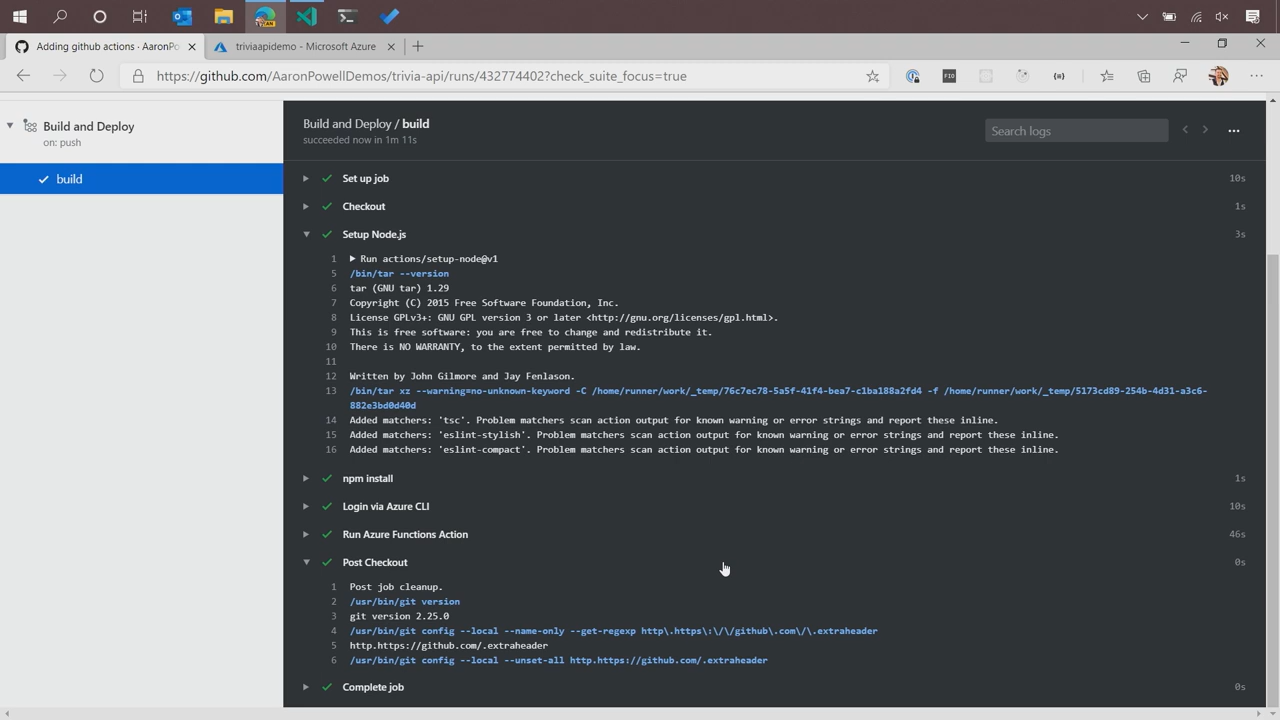 Adding github actions · AaronPo
triviaapidemo - Microsoft Azure
https://github.com/AaronPowellDemos/trivia-api/runs/432774402?check_suite_focus=true
Build and Deploy
on: push
build
Build and Deploy / build
succeeded now in 1m 11s
Search logs
Set up job 10s
Checkout 1s
Setup Node.js 3s
1 Run actions/setup-node@v1
5 /bin/tar --version
6 tar (GNU tar) 1.29
7 Copyright (C) 2015 Free Software Foundation, Inc.
8 License GPLv3+: GNU GPL version 3 or later <http://gnu.org/licenses/gpl.html>.
9 This is free software: you are free to change and redistribute it.
10 There is NO WARRANTY, to the extent permitted by law.
11
12 Written by John Gilmore and Jay Fenlason.
13 /bin/tar xz --warning=no-unknown-keyword -C /home/runner/work/_temp/76c7ec78-5a5f-41f4-bea7-c1ba188a2fd4 -f /home/runner/work/_temp/5173cd89-254b-4d31-a3c6-
882e3bd0d40d
14 Added matchers: 'tsc'. Problem matchers scan action output for known warning or error strings and report these inline.
15 Added matchers: 'eslint-stylish'. Problem matchers scan action output for known warning or error strings and report these inline.
16 Added matchers: 'eslint-compact'. Problem matchers scan action output for known warning or error strings and report these inline.
npm install 1s
Login via Azure CLI 10s
Run Azure Functions Action 46s
Post Checkout 0s
1 Post job cleanup.
2 /usr/bin/git version
3 git version 2.25.0
4 /usr/bin/git config --local --name-only --get-regexp http\.https\:\/\/github\.com\/\.extraheader
5 http.https://github.com/.extraheader
6 /usr/bin/git config --local --unset-all http.https://github.com/.extraheader
Complete job 0s